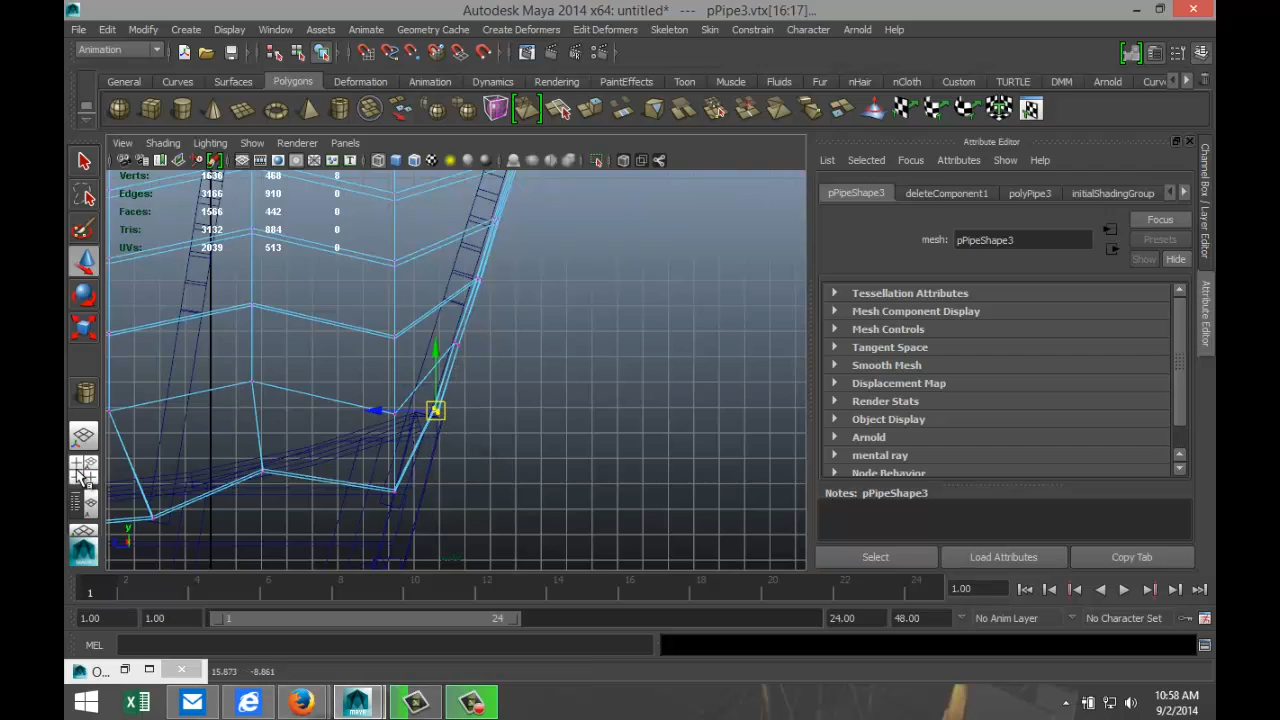 Autodesk Maya 2014 x64: untitled* --- pPipe3.vtx[16:17]...
File Edit Modify Create Display Window Assets Animate Geometry Cache Create Deformers Edit Deformers Skeleton Skin Constrain Character Arnold Help
Animation
General Curves Surfaces Polygons Deformation Animation Dynamics Rendering PaintEffects Toon Muscle Fluids Fur nHair nCloth Custom TURTLE DMM Arnold Curv
View Shading Lighting Show Renderer Panels
Attribute Editor
List Selected Focus Attributes Show Help
Verts: 1636 468 8
Edges: 3166 910 0
Faces: 1566 442 0
Tris: 3132 884 0
UVs: 2039 513 0
pPipeShape3 deleteComponent1 polyPipe3 initialShadingGroup
Focus
mesh: pPipeShape3
Presets
Show Hide
Tessellation Attributes
Mesh Component Display
Mesh Controls
Tangent Space
Smooth Mesh
Displacement Map
Render Stats
Object Display
Arnold
mental ray
Node Behavior
Notes: pPipeShape3
Select Load Attributes Copy Tab
Channel Box / Layer Editor
Attribute Editor
y
2 4 6 8 10 12 14 16 18 20 22 24
1 1.00
1.00 1.00 1 24 24.00 48.00 No Anim Layer No Character Set
MEL
O... 15.873 -8.861
10:58 AM
9/2/2014